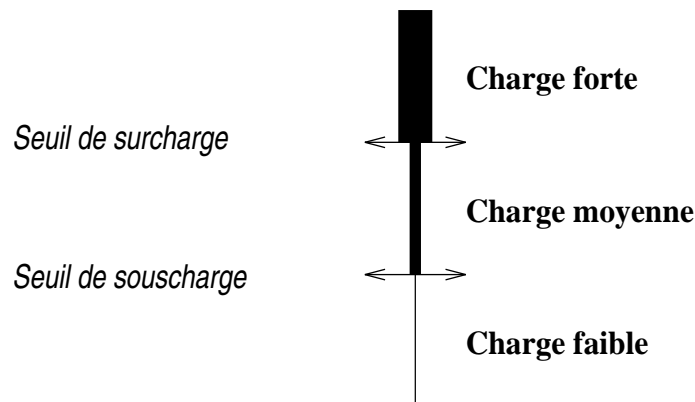 Charge forte
Seuil de surcharge
Charge moyenne
Seuil de souscharge
Charge faible